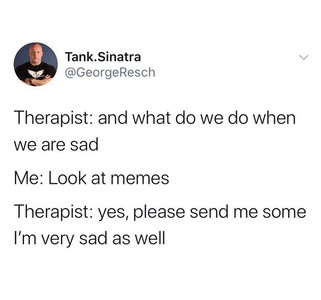 Tank.Sinatra
@GeorgeResch
Therapist: and what do we do when
we are sad
Me: Look at memes
Therapist: yes, please send me some
I'm very sad as well